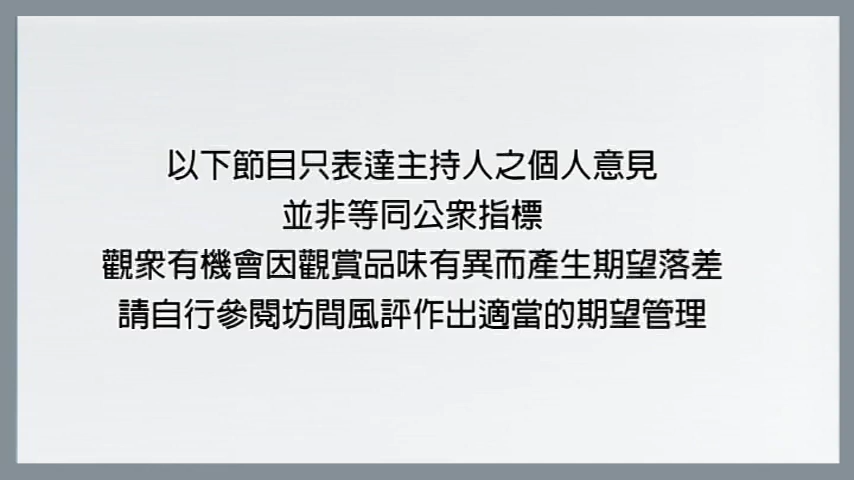 以下節目只表達主持人之個人意見
並非等同公眾指標
觀眾有機會因觀賞品味有異而產生期望落差
請自行參閱坊間風評作出適當的期望管理